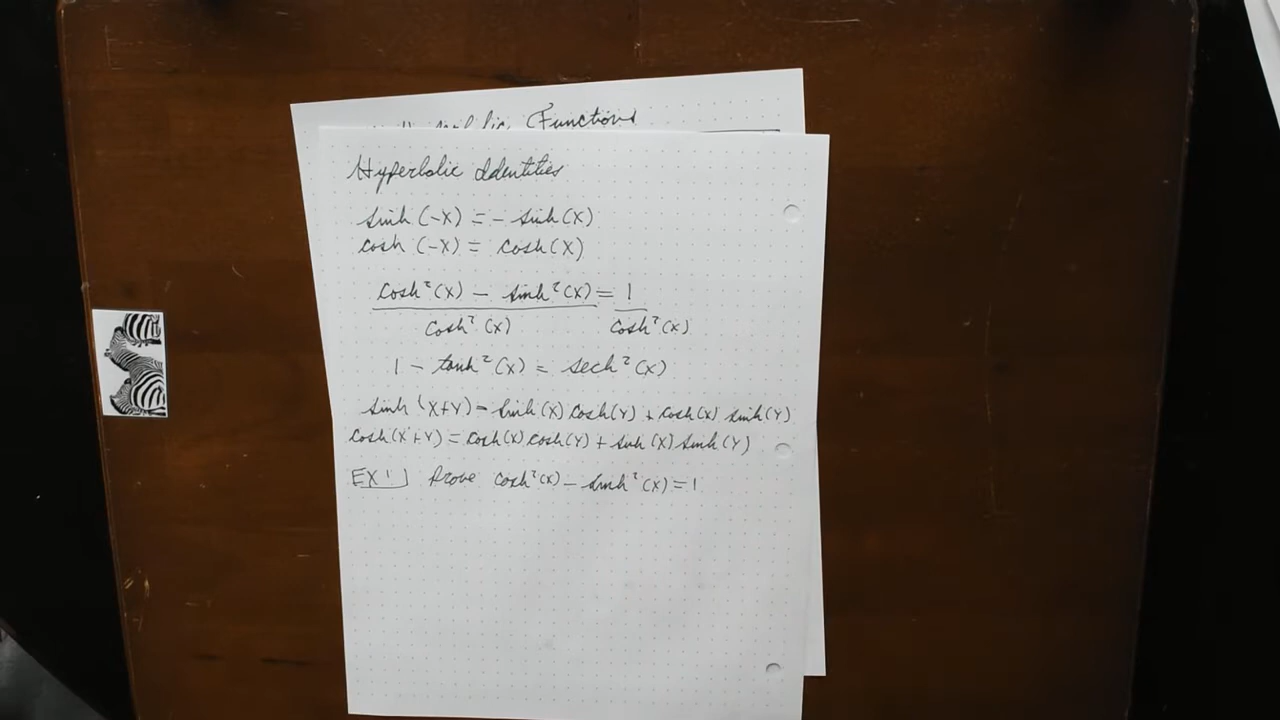 Functions
Hyperbolic Identities
sinh (-x) = - sinh (x)
cosh (-x) = cosh (x)
cosh²(x) - sinh²(x) = 1
cosh²(x) cosh²(x)
1 - tanh²(x) = sech²(x)
sinh (x+y) = sinh(x) cosh(y) + cosh(x) sinh(y)
cosh(x+y) = cosh(x) cosh(y) + sinh(x) sinh(y)
EX 1 Prove cosh²(x) - sinh²(x) = 1